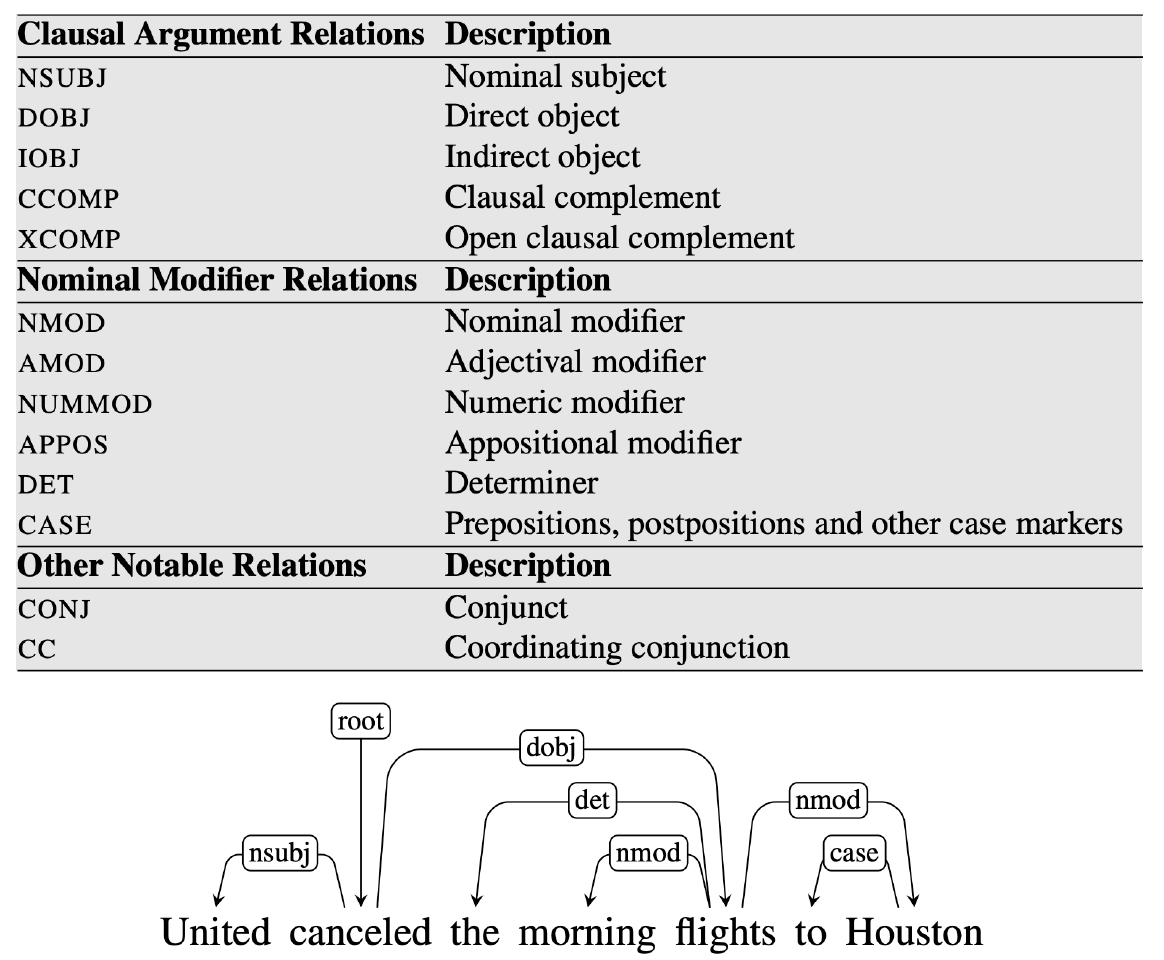 Clausal Argument Relations Description
NSUBJ Nominal subject
DOBJ Direct object
IOBJ Indirect object
CCOMP Clausal complement
XCOMP Open clausal complement
Nominal Modifier Relations Description
NMOD Nominal modifier
AMOD Adjectival modifier
NUMMOD Numeric modifier
APPOS Appositional modifier
DET Determiner
CASE Prepositions, postpositions and other case markers
Other Notable Relations Description
CONJ Conjunct
CC Coordinating conjunction
root
dobj
det nmod
nsubj nmod case
United canceled the morning flights to Houston